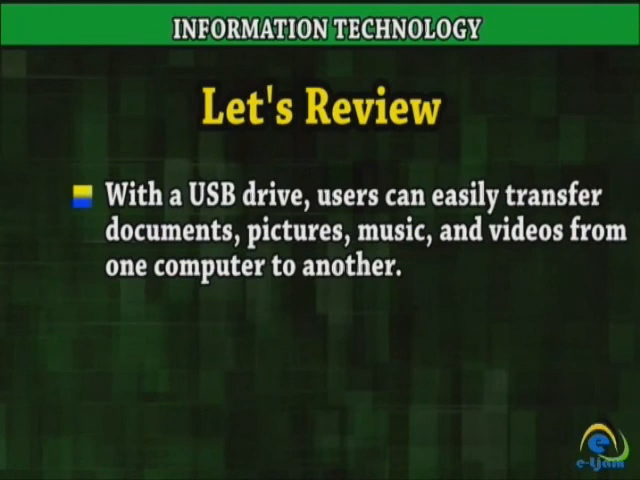 INFORMATION TECHNOLOGY
Let's Review
With a USB drive, users can easily transfer
documents, pictures, music, and videos from
one computer to another.
e
e-Ljam